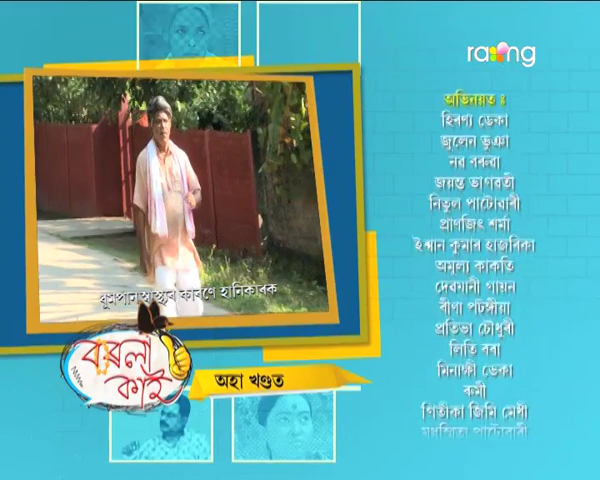 rang
অভিনয়ত :
হিৰণ্য ডেকা
জুলেন ভূঞা
নৱ বৰুৱা
জয়ন্ত ভাগৱতী
নিতুল পাটোৱাৰী
প্ৰাণজিৎ শৰ্মা
ইশান কুমাৰ হাজৰিকা
অমূল্য কাকতি
দেৱযানী গায়ন
বীণা পটঙ্গীয়া
প্ৰতিভা চৌধুৰী
লিতি বৰা
মিনাক্ষী ডেকা
ৰুমী
গিতীকা জিমি মেধী
পাটোৱাৰী
ধূমপান স্বাস্থ্যৰ কাৰণে হানিকাৰক
বৰলা
কাই
অহা খণ্ডত